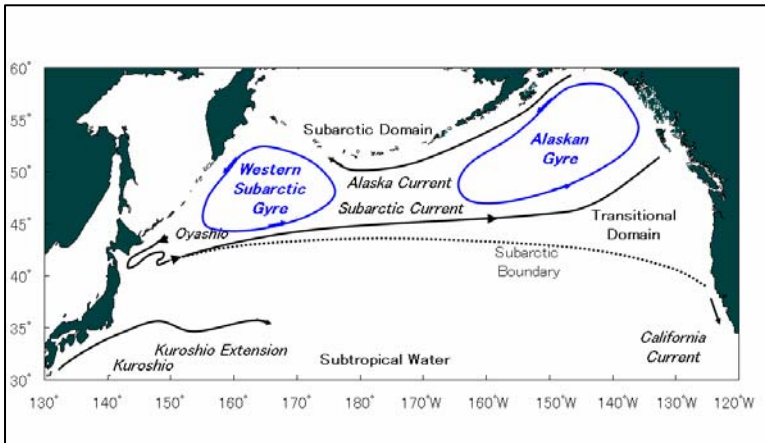 60°
55°
50°
45°
40°
35°
30°
Subarctic Domain
Alaskan
Gyre
Western
Subarctic
Gyre
Alaska Current
Subarctic Current
Oyashio
Transitional
Domain
Subarctic
Boundary
California
Current
Kuroshio Extension
Kuroshio
Subtropical Water
130°
140°
150°
160°
170°
180°
170°W
160°W
150°W
140°W
130°W
120°W